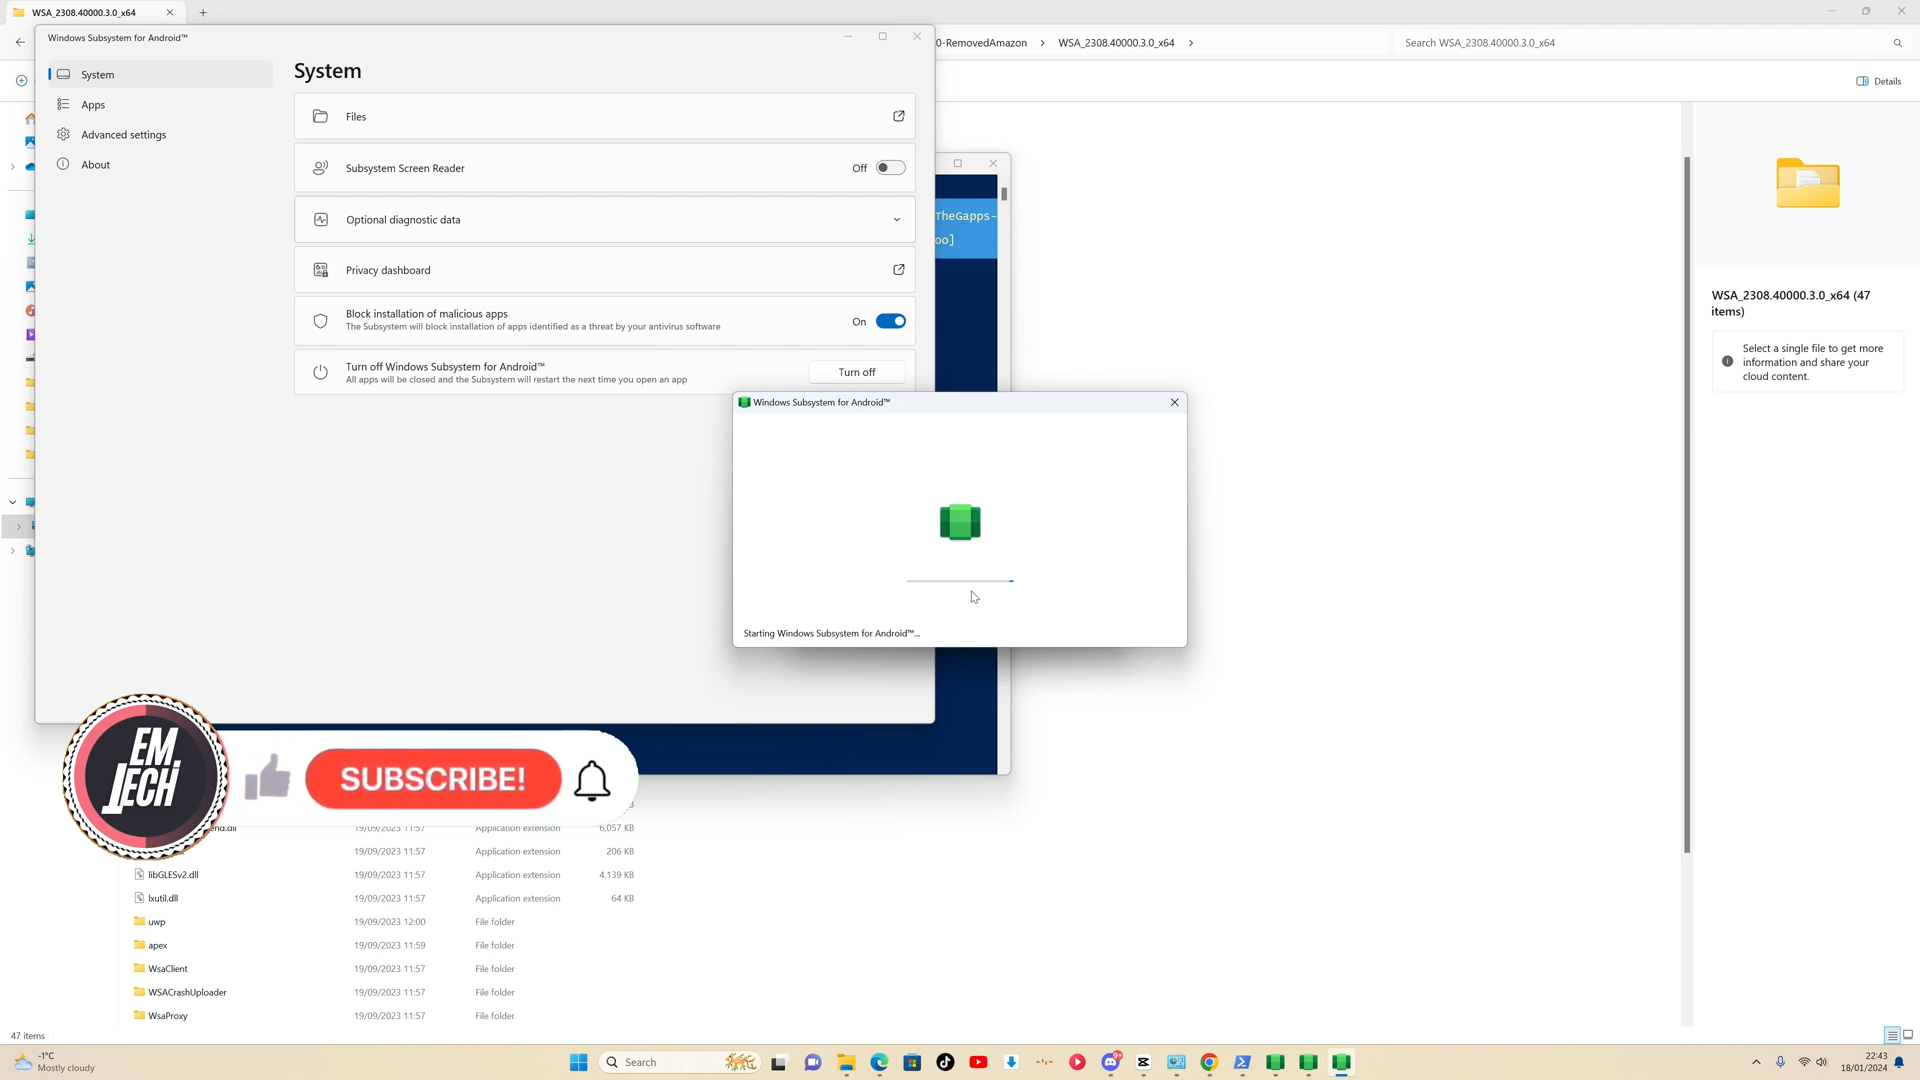 WSA_2308.40000.3.0_x64
Windows Subsystem for Android™
0-RemovedAmazon > WSA_2308.40000.3.0_x64 >
Search WSA_2308.40000.3.0_x64
System
Apps
Advanced settings
About
System
Details
Files
Subsystem Screen Reader
Off
Optional diagnostic data
Privacy dashboard
Block installation of malicious apps
The Subsystem will block installation of apps identified as a threat by your antivirus software
On
Turn off Windows Subsystem for Android™
All apps will be closed and the Subsystem will restart the next time you open an app
Turn off
TheGapps-
oo]
WSA_2308.40000.3.0_x64 (47
items)
Select a single file to get more
information and share your
cloud content.
Windows Subsystem for Android™
Starting Windows Subsystem for Android™...
EM
TECH
SUBSCRIBE!
end.dll 19/09/2023 11:57 Application extension 6,057 KB
19/09/2023 11:57 Application extension 206 KB
libGLESv2.dll 19/09/2023 11:57 Application extension 4,139 KB
lxutil.dll 19/09/2023 11:57 Application extension 64 KB
uwp 19/09/2023 12:00 File folder
apex 19/09/2023 11:59 File folder
WsaClient 19/09/2023 11:57 File folder
WSACrashUploader 19/09/2023 11:57 File folder
WsaProxy 19/09/2023 11:57 File folder
47 items
-1°C
Mostly cloudy
Search
9+
22:43
18/01/2024